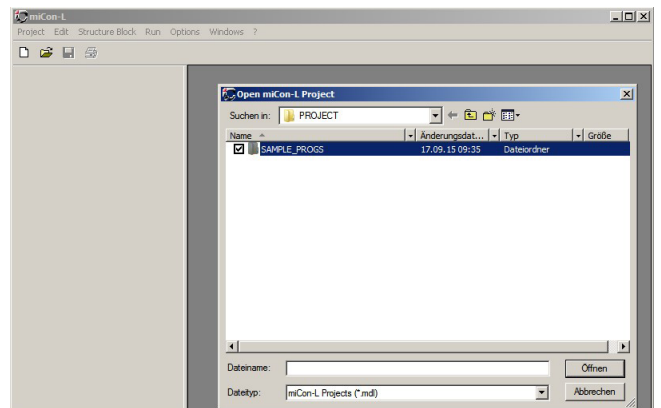 miCon-L
Project Edit Structure Block Run Options Windows ?
Open miCon-L Project
Suchen in: PROJECT
Name Änderungsdat... Typ Größe
SAMPLE_PROGS 17.09.15 09:35 Dateiordner
Dateiname: Öffnen
Dateityp: miCon-L Projects (*.mdl) Abbrechen